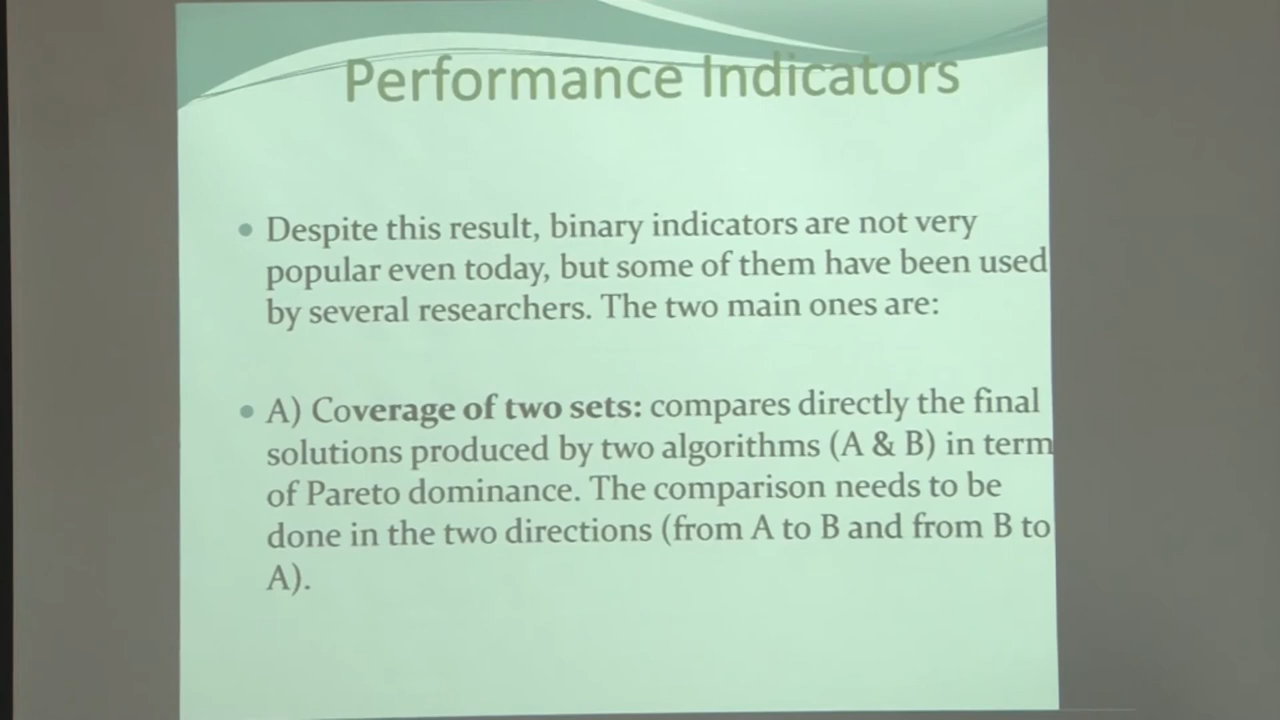 Performance Indicators
Despite this result, binary indicators are not very
popular even today, but some of them have been used
by several researchers. The two main ones are:
A) Coverage of two sets: compares directly the final
solutions produced by two algorithms (A & B) in term
of Pareto dominance. The comparison needs to be
done in the two directions (from A to B and from B to
A).